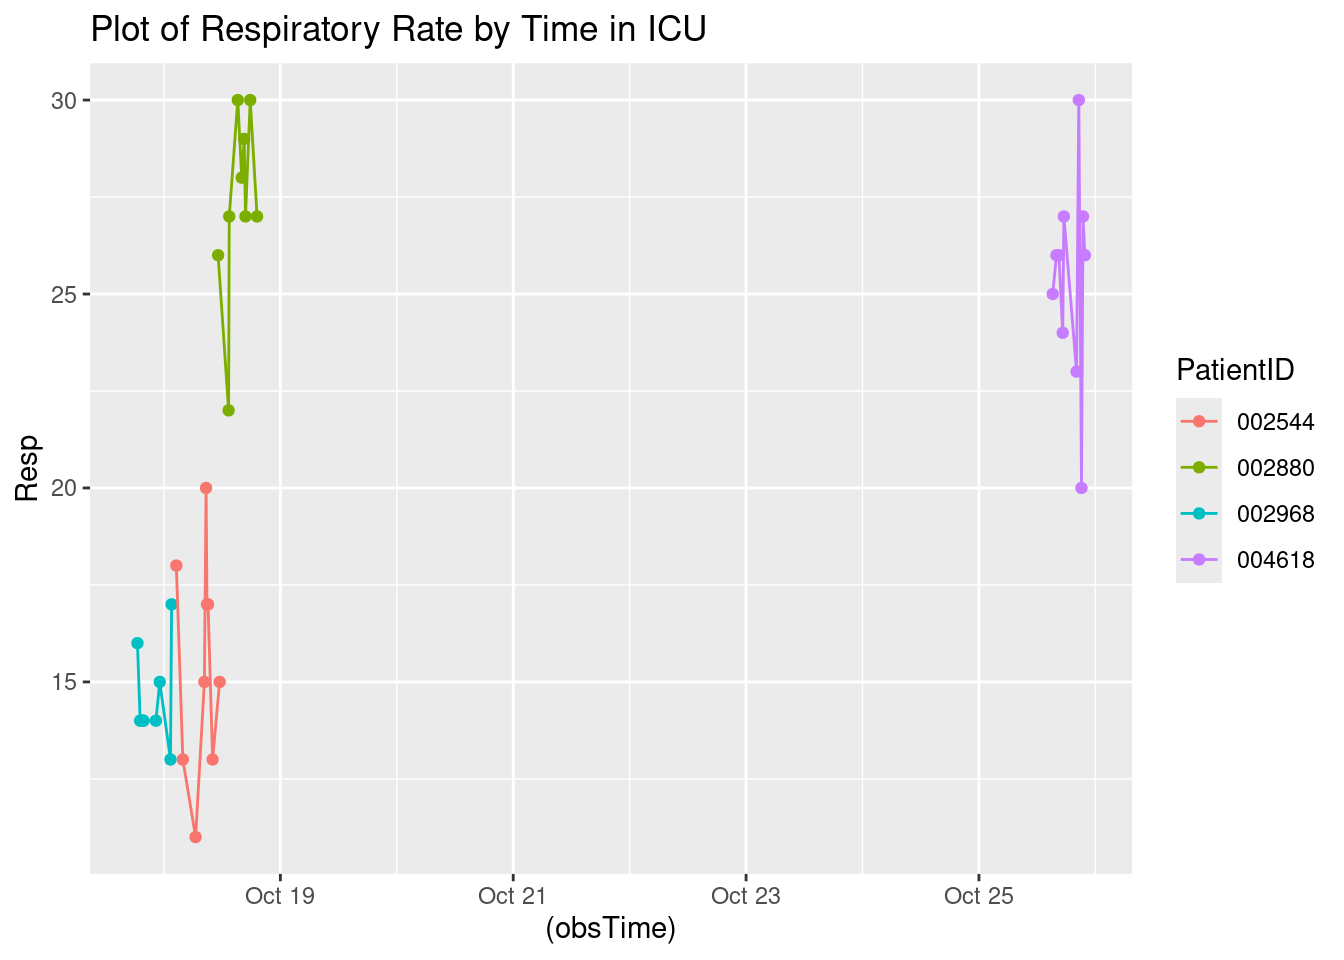 Plot of Respiratory Rate by Time in ICU
30
25
20
15
Resp
Oct 19
Oct 21
Oct 23
Oct 25
(obsTime)
PatientID
002544
002880
002968
004618